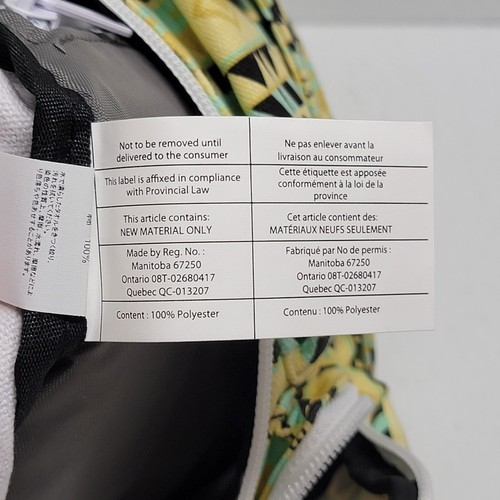 Not to be removed until
delivered to the consumer
Ne pas enlever avant la
livraison au consommateur
This label is affixed in compliance
with Provincial Law
Cette étiquette est apposée
conformément à la loi de la
province
This article contains:
NEW MATERIAL ONLY
Cet article contient des:
MATÉRIAUX NEUFS SEULEMENT
Made by Reg. No. :
Manitoba 67250
Ontario 08T-02680417
Quebec QC-013207
Fabriqué par No de permis :
Manitoba 67250
Ontario 08T-02680417
Quebec QC-013207
Content : 100% Polyester
Contenu : 100% Polyester
100%